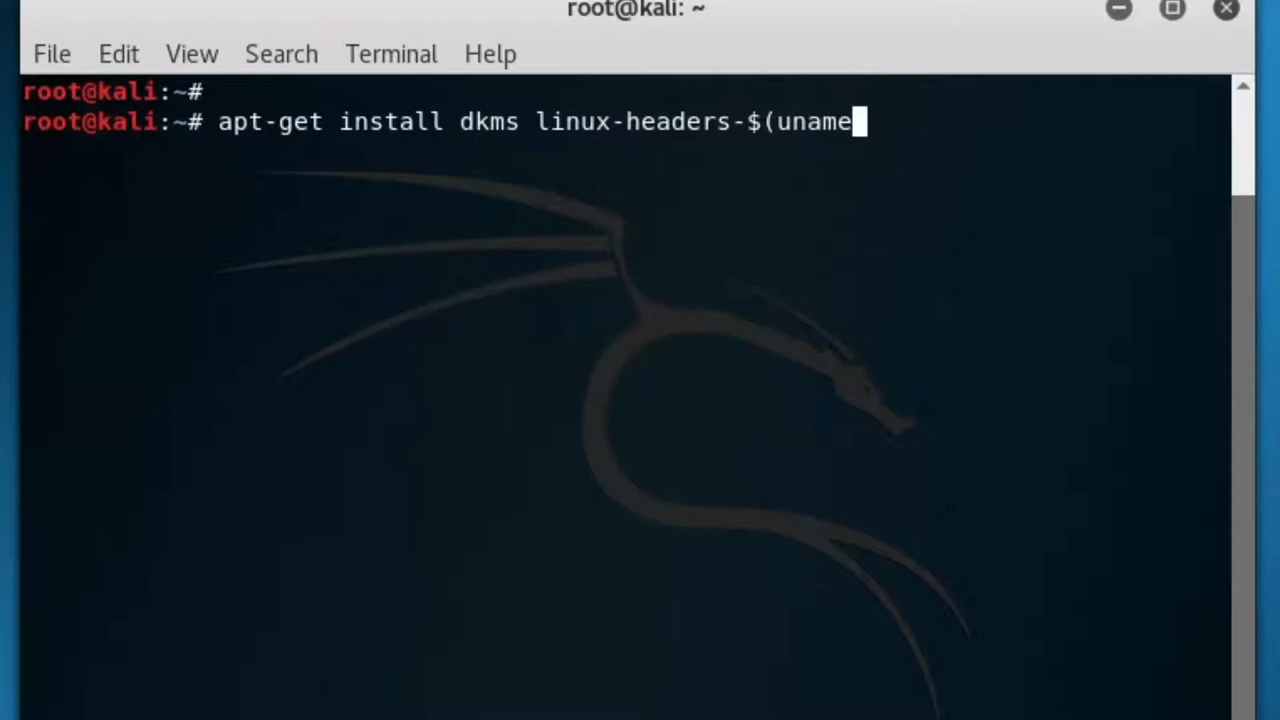 root@kali: ~
File Edit View Search Terminal Help
root@kali:~#
root@kali:~# apt-get install dkms linux-headers-$(uname